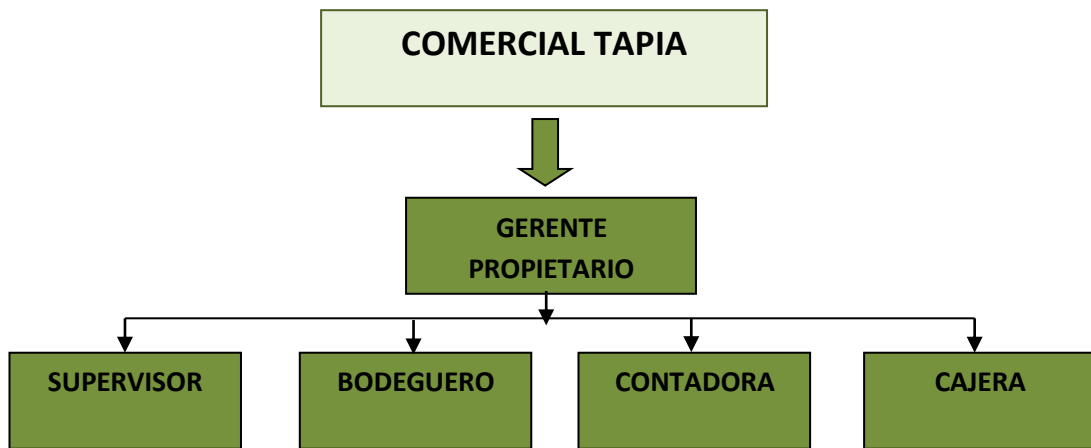 COMERCIAL TAPIA
GERENTE
PROPIETARIO
SUPERVISOR
BODEGUERO
CONTADORA
CAJERA